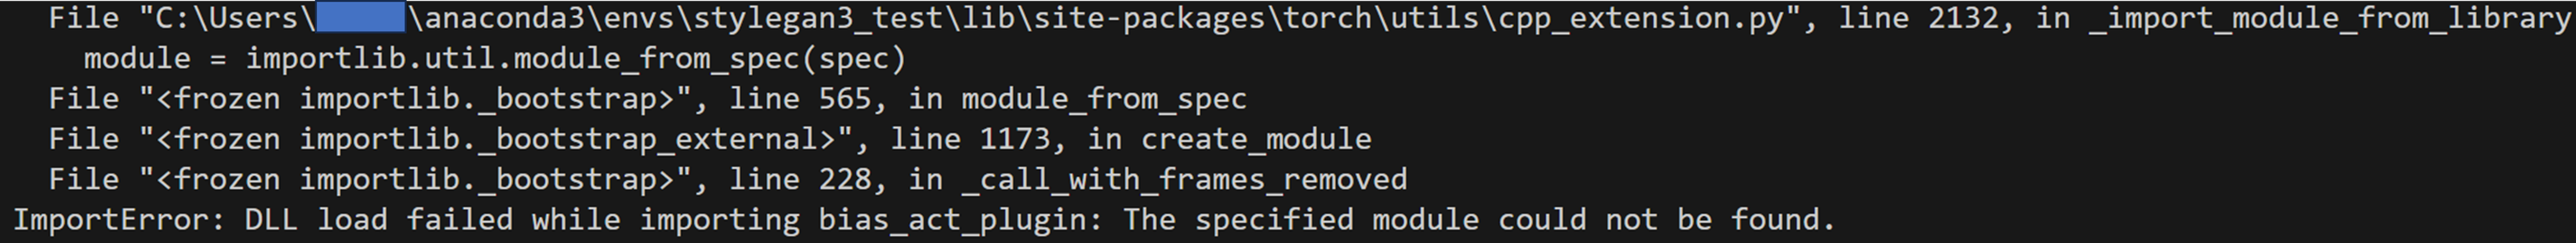 File "C:\Users\ \anaconda3\envs\stylegan3_test\lib\site-packages\torch\utils\cpp_extension.py", line 2132, in _import_module_from_library
module = importlib.util.module_from_spec(spec)
File "<frozen importlib._bootstrap>", line 565, in module_from_spec
File "<frozen importlib._bootstrap_external>", line 1173, in create_module
File "<frozen importlib._bootstrap>", line 228, in _call_with_frames_removed
ImportError: DLL load failed while importing bias_act_plugin: The specified module could not be found.